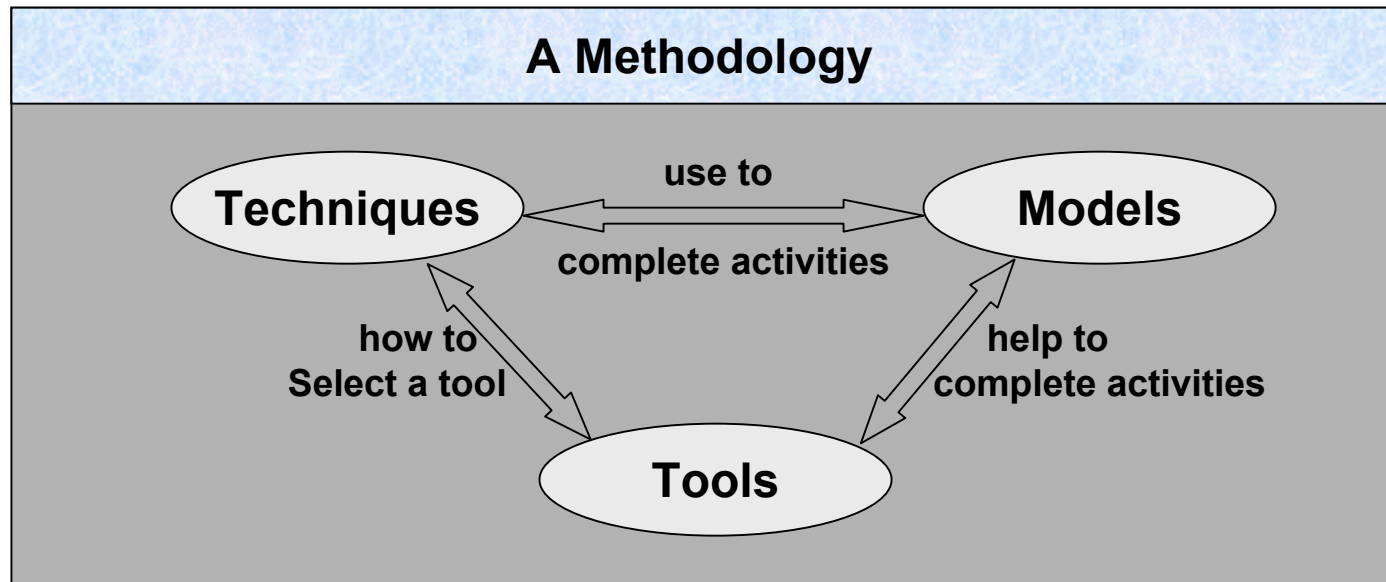 A Methodology
use to
Techniques
Models
complete activities
how to
Select a tool
help to
complete activities
Tools